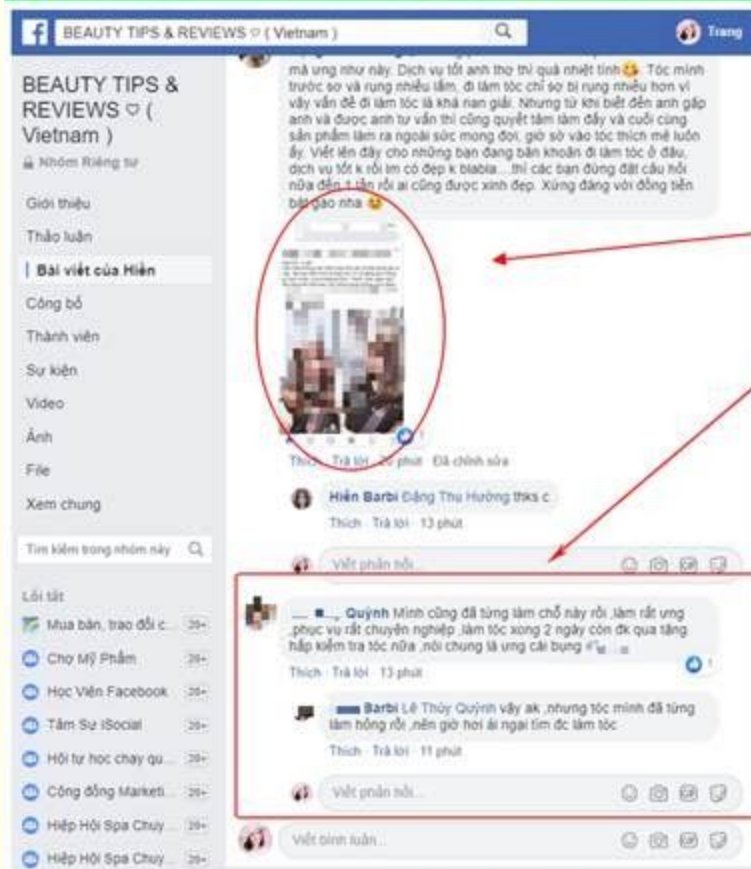 BEAUTY TIPS & REVIEWS ♡ ( Vietnam )
Trang
BEAUTY TIPS &
REVIEWS ♡ (
Vietnam )
Nhóm Riêng tư
Giới thiệu
Thảo luận
Bài viết của Hiền
Công bố
Thành viên
Sự kiện
Video
Ảnh
File
Xem chung
Tìm kiếm trong nhóm này
Lối tắt
Mua bán, trao đổi c... 20+
Chợ Mỹ Phẩm 20+
Học Viện Facebook 20+
Tâm Sự iSocial 20+
Hội tự học chạy qu... 20+
Cộng đồng Marketi... 20+
Hiệp Hội Spa Chuy... 20+
Hiệp Hội Spa Chuy... 20+
mà ưng như này. Dịch vụ tốt anh thợ thì quá nhiệt tình Tóc mình
trước sơ và rụng nhiều lắm, đi làm tóc chỉ sợ bị rụng nhiều hơn vì
vậy vấn đề đi làm tóc là khá nan giải. Nhưng từ khi biết đến anh gặp
anh và được anh tư vấn thì cũng quyết tâm làm đấy và cuối cùng
sản phẩm làm ra ngoài sức mong đợi, giờ sờ vào tóc thích mê luôn
ấy. Viết lên đây cho những bạn đang băn khoăn đi làm tóc ở đâu,
dịch vụ tốt k rồi lm có đẹp k blabla....thì các bạn đừng đặt câu hỏi
nữa đến 1 lần rồi ai cũng được xinh đẹp. Xứng đáng với đồng tiền
bát gạo nha
1
Thích · Trả lời · 20 phút · Đã chỉnh sửa
Hiền Barbi Đặng Thu Hường thks c
Thích · Trả lời · 13 phút
Viết phản hồi...
Quỳnh Mình cũng đã từng làm chỗ này rồi ,làm rất ưng
,phục vụ rất chuyên nghiệp ,làm tóc xong 2 ngày còn đk qua tặng
hấp kiểm tra tóc nữa ,nói chung là ưng cái bụng
1
Thích · Trả lời · 13 phút
Barbi Lê Thúy Quỳnh vậy ak ,nhưng tóc mình đã từng
làm hỏng rồi ,nên giờ hơi ái ngại tìm đc làm tóc
Thích · Trả lời · 11 phút
Viết phản hồi...
Viết bình luận...